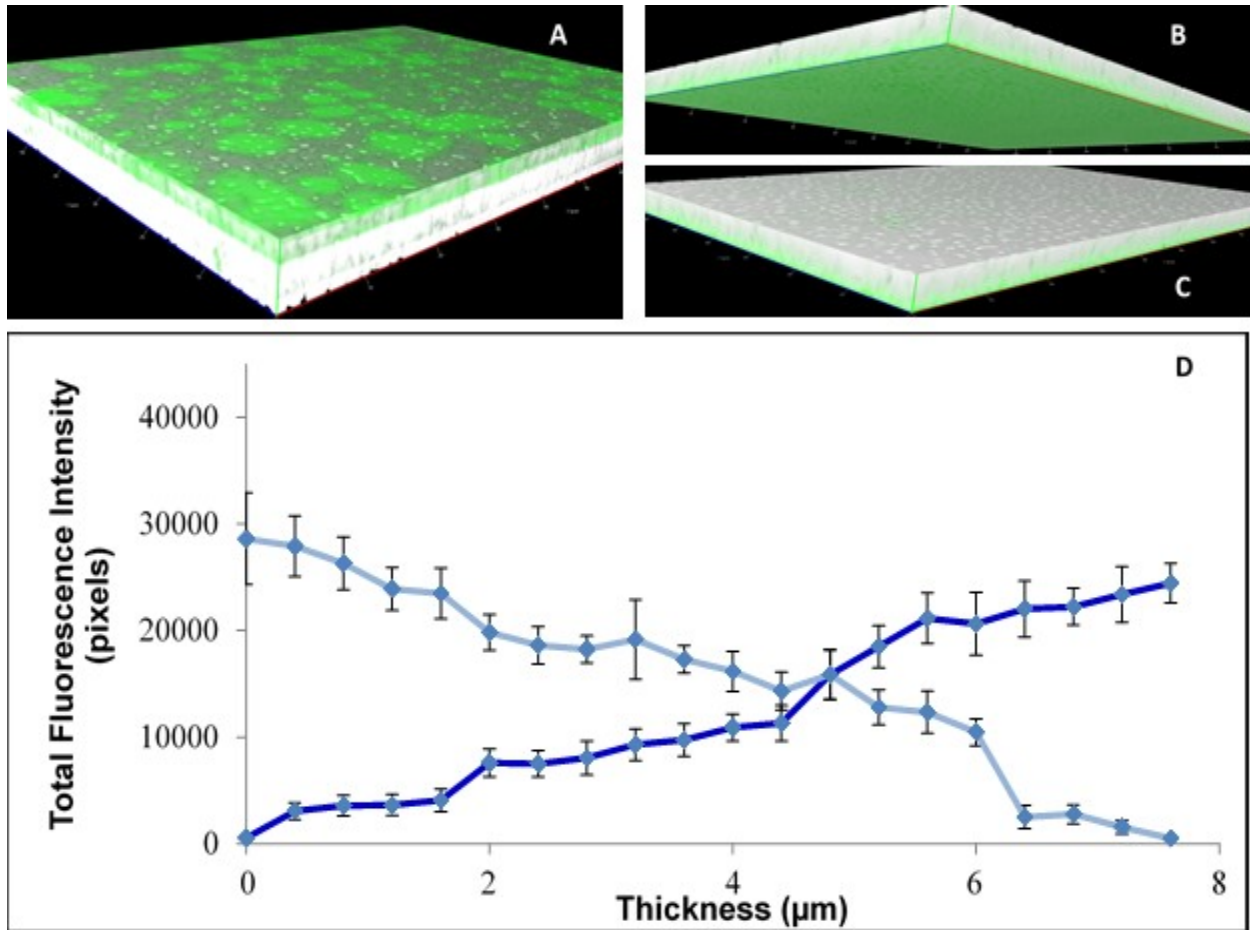 A
B
C
D
Total Fluorescence Intensity
(pixels)
40000
30000
20000
10000
0
0 2 4 6 8
Thickness (µm)